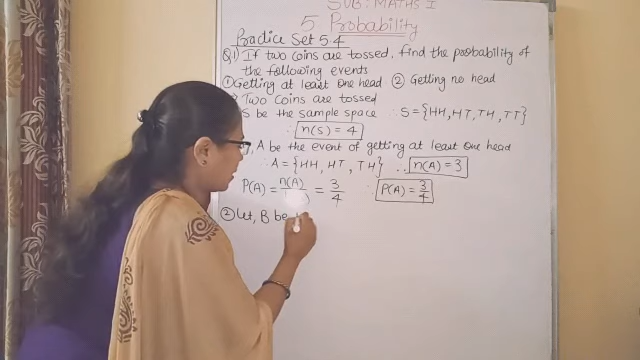 SUB: MATHS I
5 Probability
Practice Set 5.4
Q1) If two coins are tossed, find the probability of
the following events
① Getting at least one head ② Getting no head
Two Coins are tossed
S be the sample space ∴ S = {HH, HT, TH, TT}
∴ n(S) = 4
A be the event of getting at least one head
∴ A = {HH, HT, TH} ∴ n(A) = 3
P(A) = n(A) = 3/4 ∴ P(A) = 3/4
② Let, B be